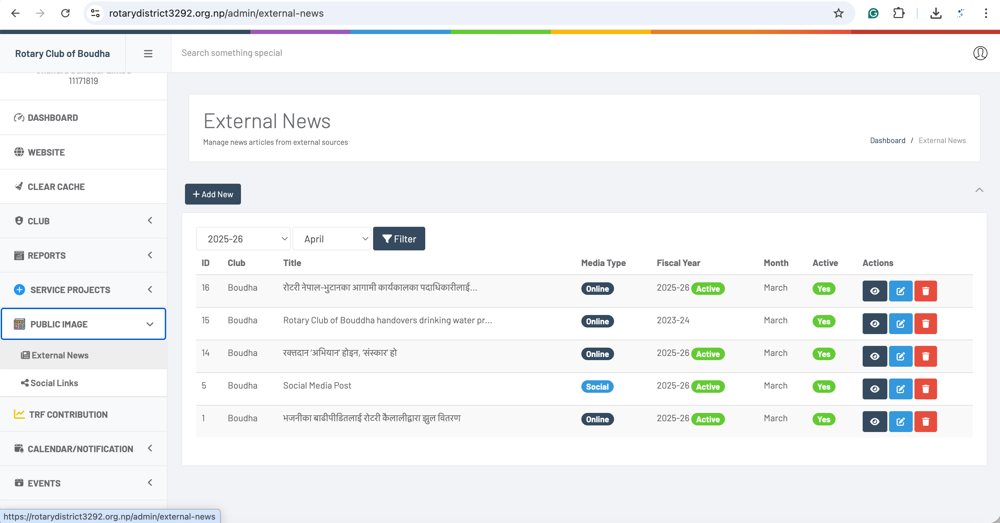 rotarydistrict3292.org.np/admin/external-news
Rotary Club of Boudha
Search something special
11171819
DASHBOARD
WEBSITE
CLEAR CACHE
CLUB
REPORTS
SERVICE PROJECTS
PUBLIC IMAGE
External News
Social Links
TRF CONTRIBUTION
CALENDAR/NOTIFICATION
EVENTS
External News
Manage news articles from external sources
Dashboard / External News
Add New
2025-26 April Filter
ID Club Title Media Type Fiscal Year Month Active Actions
16 Boudha रोटरी नेपाल-भुटानका आगामी कार्यकालका पदाधिकारीलाई... Online 2025-26 Active March Yes
15 Boudha Rotary Club of Bouddha handovers drinking water pr... Online 2023-24 March Yes
14 Boudha रक्तदान ‘अभियान’ होइन, ‘संस्कार’ हो Online 2025-26 Active March Yes
5 Boudha Social Media Post Social 2025-26 Active March Yes
1 Boudha भजनीका बाढीपीडितलाई रोटरी कैलालीद्वारा झुल वितरण Online 2025-26 Active March Yes
https://rotarydistrict3292.org.np/admin/external-news